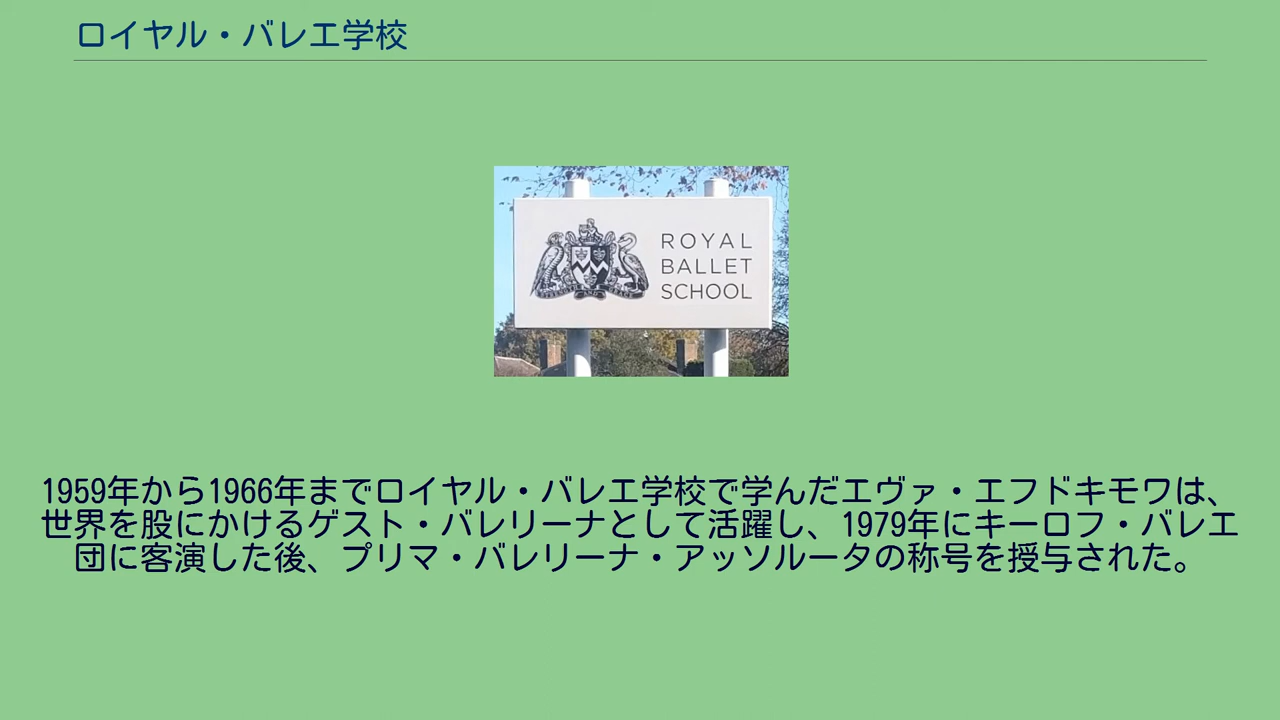 ロイヤル・バレエ学校
ROYAL
BALLET
SCHOOL
1959年から1966年までロイヤル・バレエ学校で学んだエヴァ・エフドキモワは、
世界を股にかけるゲスト・バレリーナとして活躍し、1979年にキーロフ・バレエ
団に客演した後、プリマ・バレリーナ・アッソルータの称号を授与された。